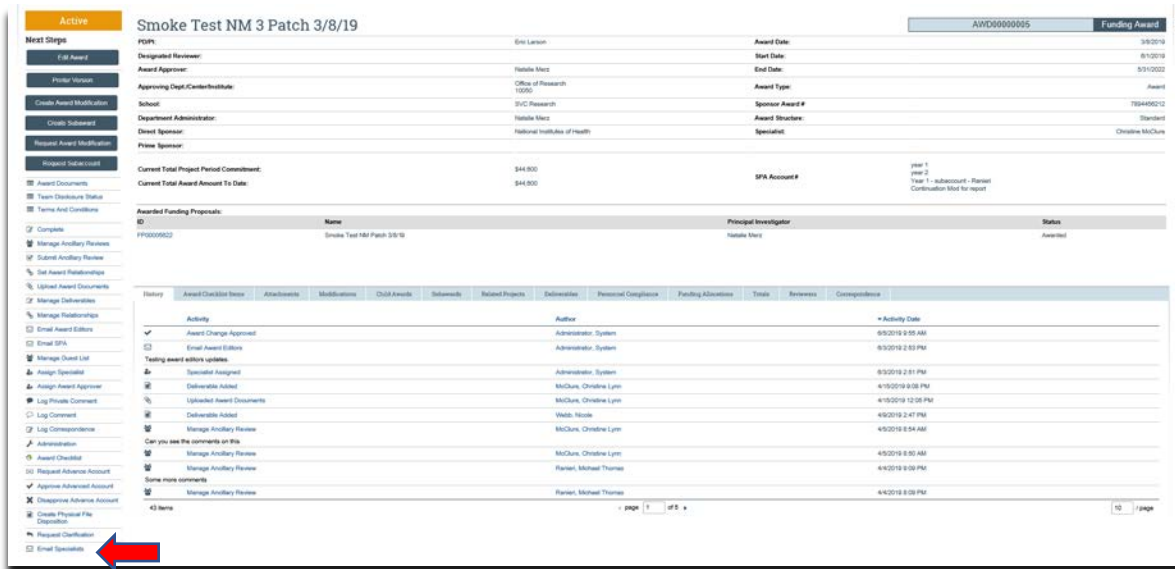 Active
Next Steps
Edit Award
Printer Version
Create Award Modification
Create Subaward
Request Award Modification
Request Subaccount
Award Documents
Team Disclosure Status
Terms And Conditions
Complete
Manage Ancillary Reviews
Submit Ancillary Review
Set Award Relationships
Upload Award Documents
Manage Deliverables
Manage Relationships
Email Award Editors
Email SPA
Manage Guest List
Assign Specialist
Assign Award Approver
Log Private Comment
Log Comment
Log Correspondence
Administration
Award Checklist
Request Advance Account
Approve Advanced Account
Disapprove Advance Account
Create Physical File
Disposition
Request Clarification
Email Specialists
Smoke Test NM 3 Patch 3/8/19
AWD00000005 Funding Award
PD/PI: Eric Larson Award Date: 3/8/2019
Designated Reviewer: Start Date: 6/1/2019
Award Approver: Natalie Merz End Date: 5/31/2022
Approving Dept./Center/Institute: Office of Research
10050 Award Type: Award
School: SVC Research Sponsor Award # 7894456212
Department Administrator: Natalie Merz Award Structure: Standard
Direct Sponsor: National Institutes of Health Specialist: Christine McClure
Prime Sponsor:
Current Total Project Period Commitment: $44,800
Current Total Award Amount To Date: $44,800
SPA Account #
year 1
year 2
Year 1 - subaccount - Ranieri
Continuation Mod for report
Awarded Funding Proposals:
ID Name Principal Investigator Status
Smoke Test NM Patch 3/8/19 Natalie Merz Awarded
History Award Checklist Items Attachments Modifications Child Awards Subawards Related Projects Deliverables Personnel Compliance Funding Allocations Totals Reviewers Correspondence
Activity Author Activity Date
Award Change Approved Administrator, System 6/5/2019 9:55 AM
Email Award Editors Administrator, System 6/3/2019 2:53 PM
Testing award editors updates.
Specialist Assigned Administrator, System 6/3/2019 2:51 PM
Deliverable Added McClure, Christine Lynn 4/15/2019 9:08 PM
Uploaded Award Documents McClure, Christine Lynn 4/15/2019 12:05 PM
Deliverable Added Webb, Nicole 4/9/2019 2:47 PM
Manage Ancillary Review McClure, Christine Lynn 4/5/2019 8:54 AM
Can you see the comments on this
Manage Ancillary Review McClure, Christine Lynn 4/5/2019 8:50 AM
Manage Ancillary Review Ranieri, Michael Thomas 4/4/2019 9:09 PM
Some more comments
Manage Ancillary Review Ranieri, Michael Thomas 4/4/2019 8:09 PM
43 items page 1 of 5 10 / page